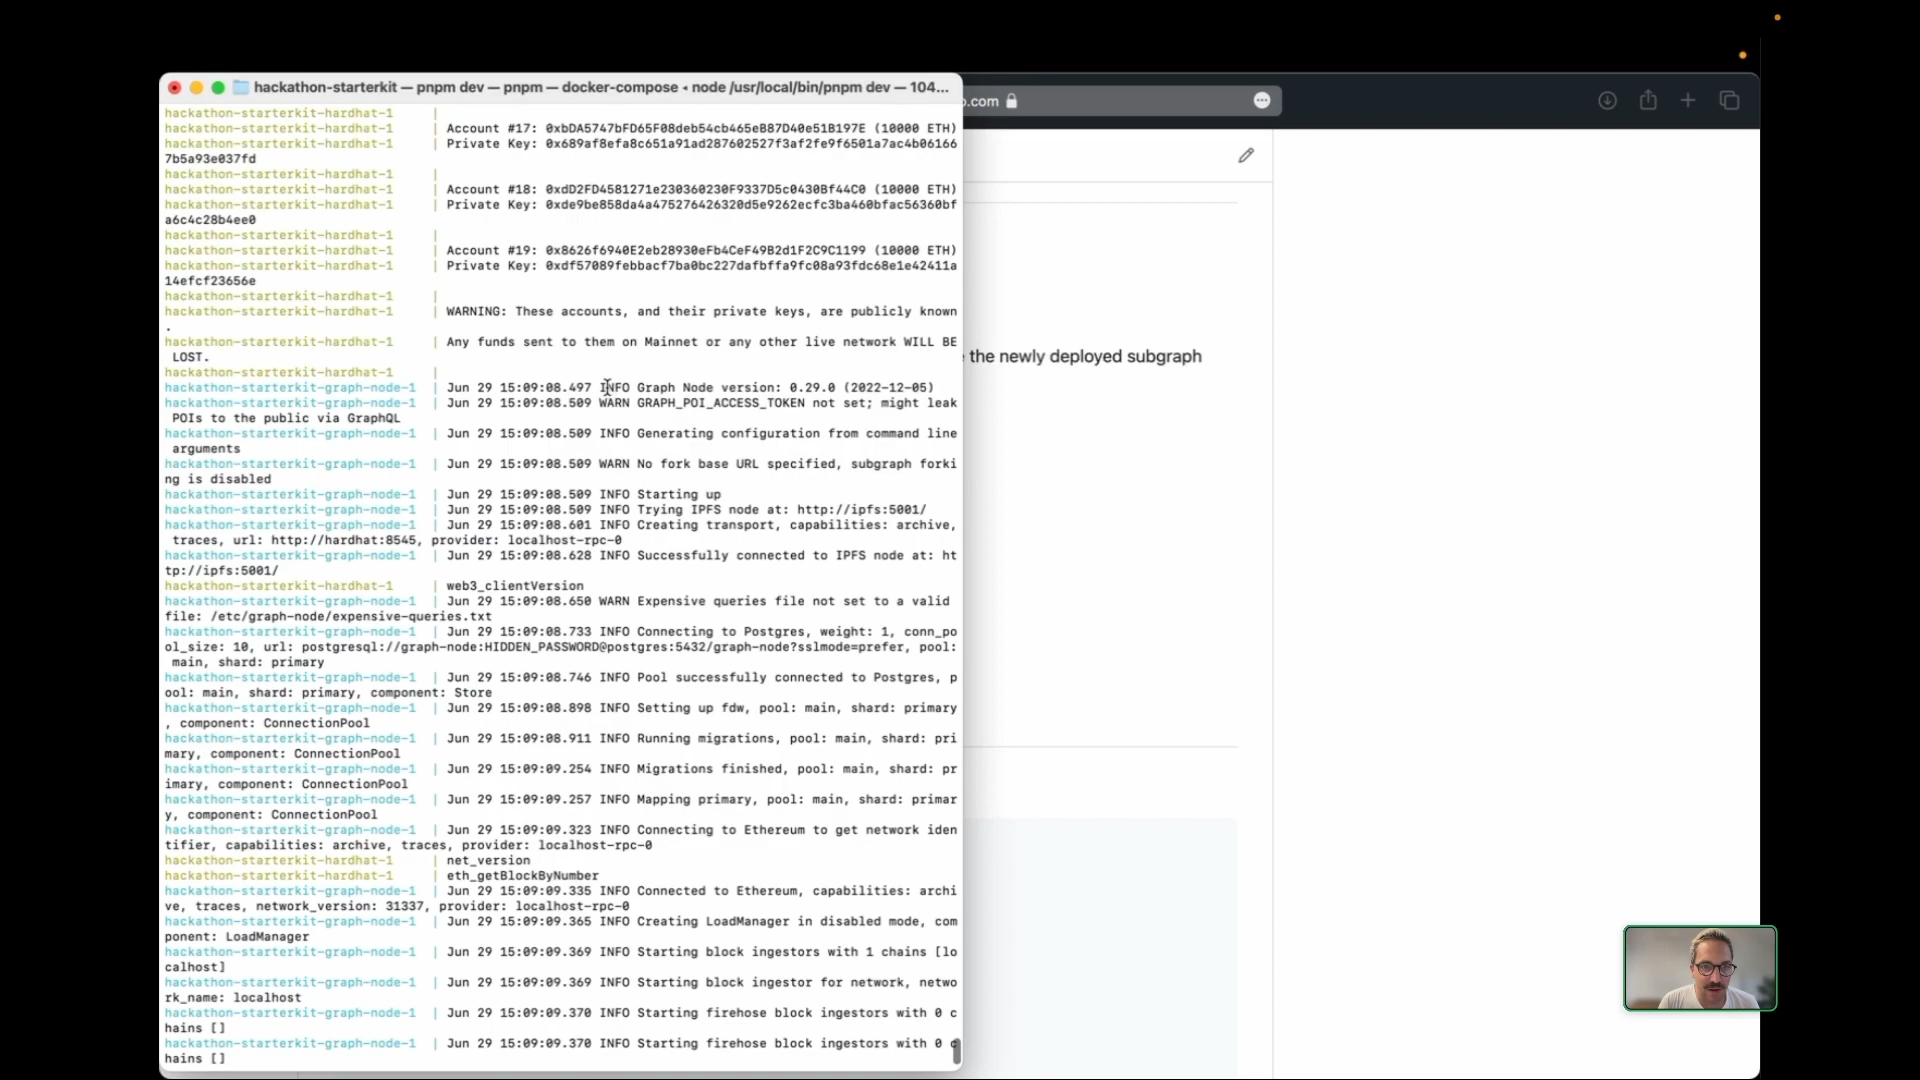 hackathon-starterkit — pnpm dev — pnpm — docker-compose ◂ node /usr/local/bin/pnpm dev — 104...
o.com
hackathon-starterkit-hardhat-1 |
hackathon-starterkit-hardhat-1 | Account #17: 0xbDA5747bFD65F08deb54cb465eB87D40e51B197E (10000 ETH)
hackathon-starterkit-hardhat-1 | Private Key: 0x689af8efa8c651a91ad287602527f3af2fe9f6501a7ac4b06166
7b5a93e037fd
hackathon-starterkit-hardhat-1 |
hackathon-starterkit-hardhat-1 | Account #18: 0xdD2FD4581271e230360230F9337D5c0430Bf44C0 (10000 ETH)
hackathon-starterkit-hardhat-1 | Private Key: 0xde9be858da4a475276426320d5e9262ecfc3ba460bfac56360bf
a6c4c28b4ee0
hackathon-starterkit-hardhat-1 |
hackathon-starterkit-hardhat-1 | Account #19: 0x8626f6940E2eb28930eFb4CeF49B2d1F2C9C1199 (10000 ETH)
hackathon-starterkit-hardhat-1 | Private Key: 0xdf57089febbacf7ba0bc227dafbffa9fc08a93fdc68e1e42411a
14efcf23656e
hackathon-starterkit-hardhat-1 |
hackathon-starterkit-hardhat-1 | WARNING: These accounts, and their private keys, are publicly known
.
hackathon-starterkit-hardhat-1 | Any funds sent to them on Mainnet or any other live network WILL BE
LOST.
hackathon-starterkit-hardhat-1 |
hackathon-starterkit-graph-node-1 | Jun 29 15:09:08.497 INFO Graph Node version: 0.29.0 (2022-12-05)
hackathon-starterkit-graph-node-1 | Jun 29 15:09:08.509 WARN GRAPH_POI_ACCESS_TOKEN not set; might leak
POIs to the public via GraphQL
hackathon-starterkit-graph-node-1 | Jun 29 15:09:08.509 INFO Generating configuration from command line
arguments
hackathon-starterkit-graph-node-1 | Jun 29 15:09:08.509 WARN No fork base URL specified, subgraph forki
ng is disabled
hackathon-starterkit-graph-node-1 | Jun 29 15:09:08.509 INFO Starting up
hackathon-starterkit-graph-node-1 | Jun 29 15:09:08.509 INFO Trying IPFS node at: http://ipfs:5001/
hackathon-starterkit-graph-node-1 | Jun 29 15:09:08.601 INFO Creating transport, capabilities: archive,
traces, url: http://hardhat:8545, provider: localhost-rpc-0
hackathon-starterkit-graph-node-1 | Jun 29 15:09:08.628 INFO Successfully connected to IPFS node at: ht
tp://ipfs:5001/
hackathon-starterkit-hardhat-1 | web3_clientVersion
hackathon-starterkit-graph-node-1 | Jun 29 15:09:08.650 WARN Expensive queries file not set to a valid
file: /etc/graph-node/expensive-queries.txt
hackathon-starterkit-graph-node-1 | Jun 29 15:09:08.733 INFO Connecting to Postgres, weight: 1, conn_po
ol_size: 10, url: postgresql://graph-node:HIDDEN_PASSWORD@postgres:5432/graph-node?sslmode=prefer, pool:
main, shard: primary
hackathon-starterkit-graph-node-1 | Jun 29 15:09:08.746 INFO Pool successfully connected to Postgres, p
ool: main, shard: primary, component: Store
hackathon-starterkit-graph-node-1 | Jun 29 15:09:08.898 INFO Setting up fdw, pool: main, shard: primary
, component: ConnectionPool
hackathon-starterkit-graph-node-1 | Jun 29 15:09:08.911 INFO Running migrations, pool: main, shard: pri
mary, component: ConnectionPool
hackathon-starterkit-graph-node-1 | Jun 29 15:09:09.254 INFO Migrations finished, pool: main, shard: pr
imary, component: ConnectionPool
hackathon-starterkit-graph-node-1 | Jun 29 15:09:09.257 INFO Mapping primary, pool: main, shard: primar
y, component: ConnectionPool
hackathon-starterkit-graph-node-1 | Jun 29 15:09:09.323 INFO Connecting to Ethereum to get network iden
tifier, capabilities: archive, traces, provider: localhost-rpc-0
hackathon-starterkit-hardhat-1 | net_version
hackathon-starterkit-hardhat-1 | eth_getBlockByNumber
hackathon-starterkit-graph-node-1 | Jun 29 15:09:09.335 INFO Connected to Ethereum, capabilities: archi
ve, traces, network_version: 31337, provider: localhost-rpc-0
hackathon-starterkit-graph-node-1 | Jun 29 15:09:09.365 INFO Creating LoadManager in disabled mode, com
ponent: LoadManager
hackathon-starterkit-graph-node-1 | Jun 29 15:09:09.369 INFO Starting block ingestors with 1 chains [lo
calhost]
hackathon-starterkit-graph-node-1 | Jun 29 15:09:09.369 INFO Starting block ingestor for network, netwo
rk_name: localhost
hackathon-starterkit-graph-node-1 | Jun 29 15:09:09.370 INFO Starting firehose block ingestors with 0 c
hains []
hackathon-starterkit-graph-node-1 | Jun 29 15:09:09.370 INFO Starting firehose block ingestors with 0 c
hains []
the newly deployed subgraph